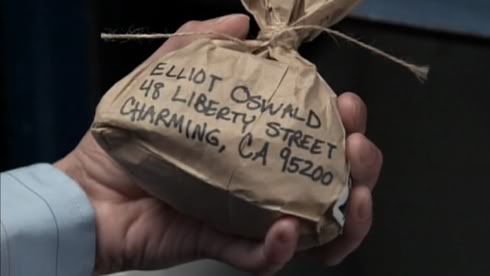 ELLIOT OSWALD
48 LIBERTY STREET
CHARMING, CA 95200